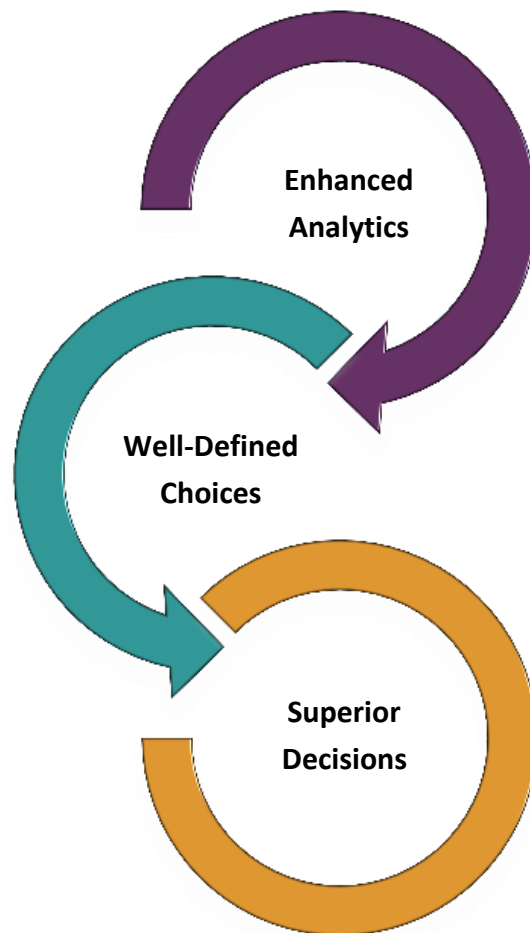 Enhanced
Analytics
Well-Defined
Choices
Superior
Decisions